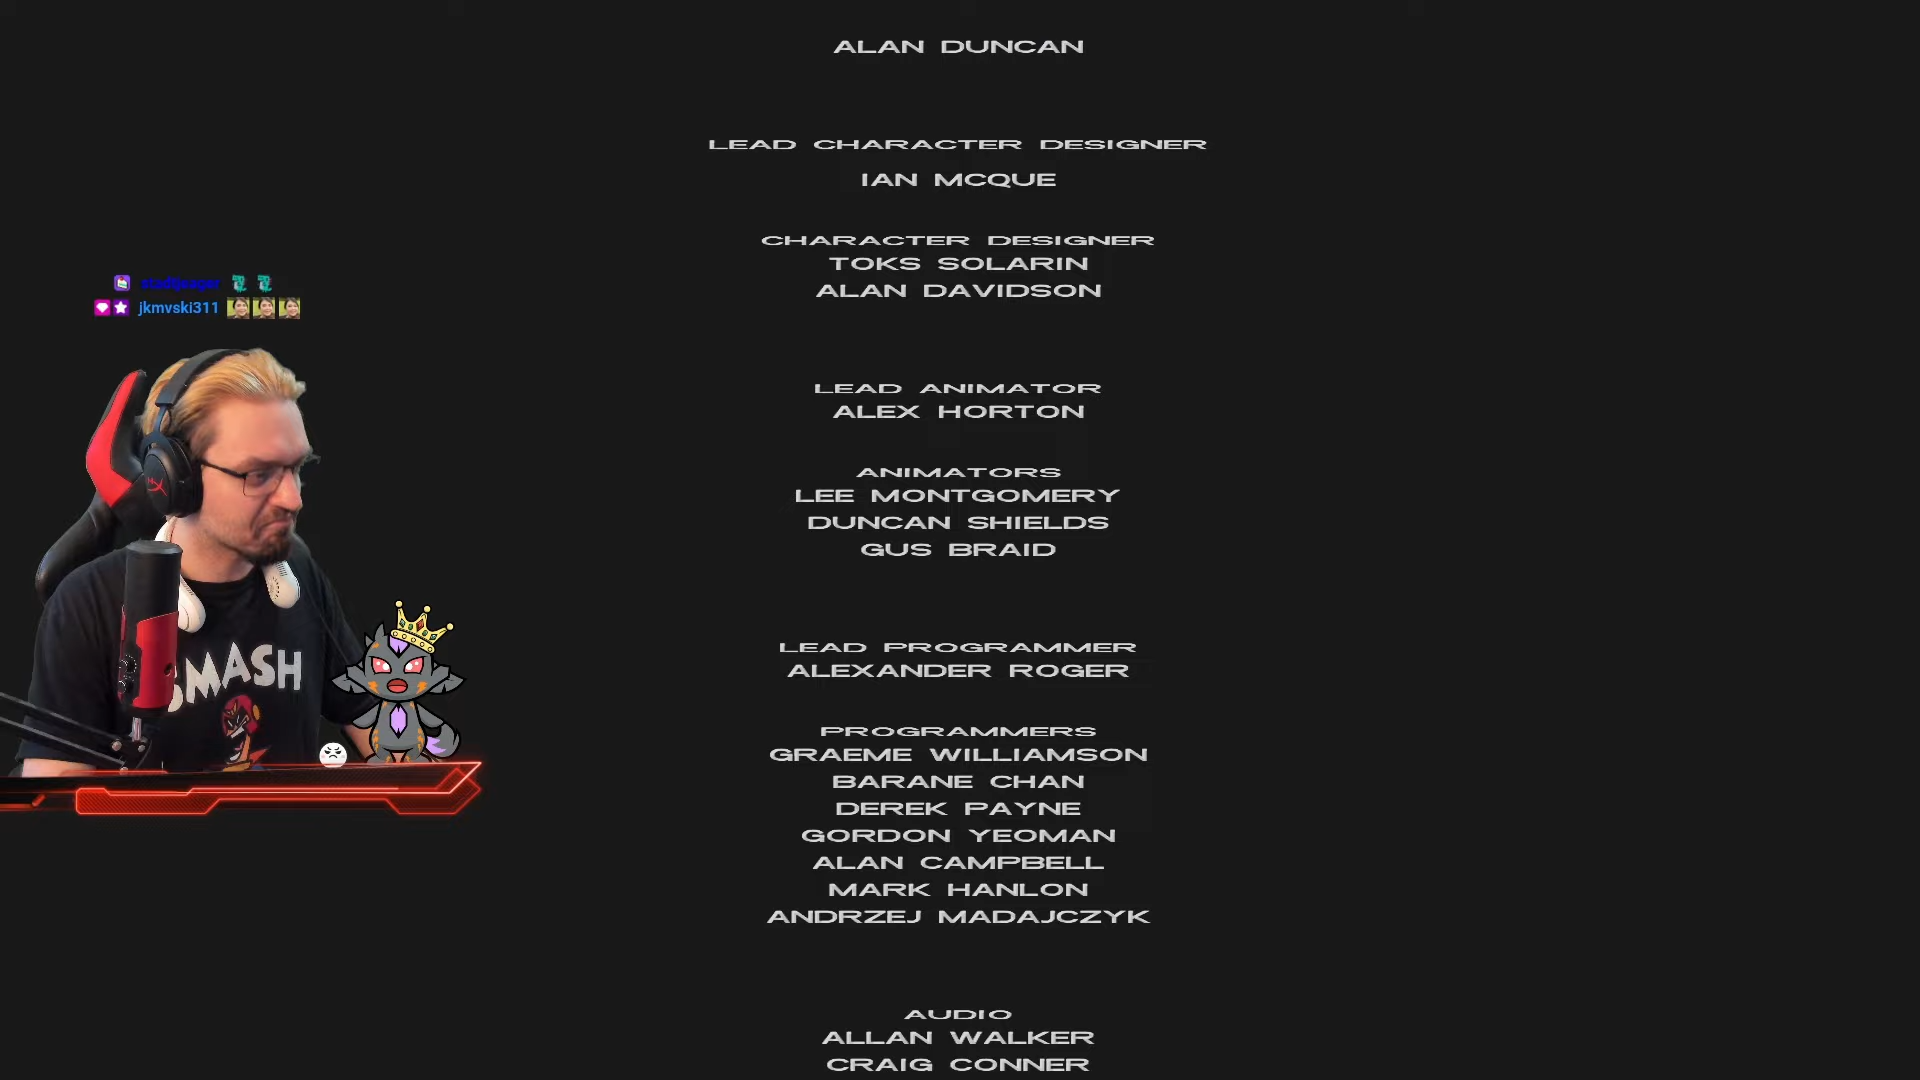 ALAN DUNCAN
LEAD CHARACTER DESIGNER
IAN MCQUE
CHARACTER DESIGNER
TOKS SOLARIN
ALAN DAVIDSON
LEAD ANIMATOR
ALEX HORTON
ANIMATORS
LEE MONTGOMERY
DUNCAN SHIELDS
GUS BRAID
LEAD PROGRAMMER
ALEXANDER ROGER
PROGRAMMERS
GRAEME WILLIAMSON
BARANE CHAN
DEREK PAYNE
GORDON YEOMAN
ALAN CAMPBELL
MARK HANLON
ANDRZEJ MADAJCZYK
AUDIO
ALLAN WALKER
CRAIG CONNER
jkmvski311
SMASH